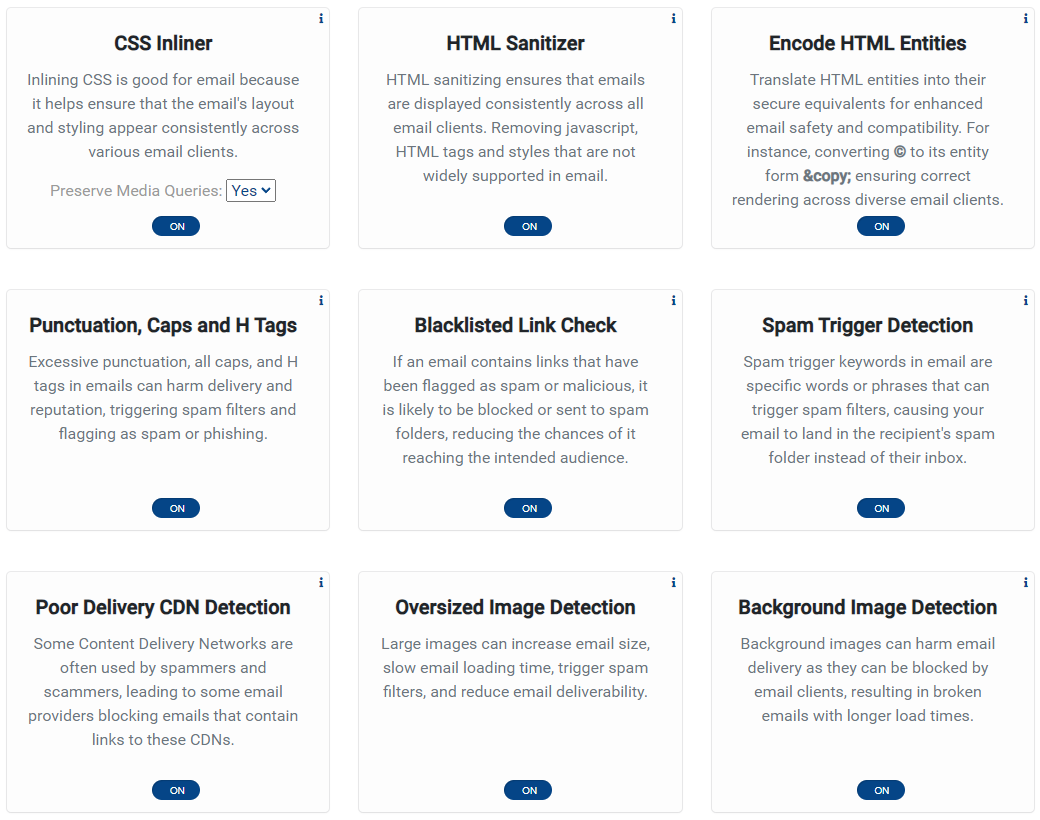 CSS Inliner
Inlining CSS is good for email because
it helps ensure that the email's layout
and styling appear consistently across
various email clients.
Preserve Media Queries: Yes
ON
HTML Sanitizer
HTML sanitizing ensures that emails
are displayed consistently across all
email clients. Removing javascript,
HTML tags and styles that are not
widely supported in email.
ON
Encode HTML Entities
Translate HTML entities into their
secure equivalents for enhanced
email safety and compatibility. For
instance, converting © to its entity
form &copy; ensuring correct
rendering across diverse email clients.
ON
Punctuation, Caps and H Tags
Excessive punctuation, all caps, and H
tags in emails can harm delivery and
reputation, triggering spam filters and
flagging as spam or phishing.
ON
Blacklisted Link Check
If an email contains links that have
been flagged as spam or malicious, it
is likely to be blocked or sent to spam
folders, reducing the chances of it
reaching the intended audience.
ON
Spam Trigger Detection
Spam trigger keywords in email are
specific words or phrases that can
trigger spam filters, causing your
email to land in the recipient's spam
folder instead of their inbox.
ON
Poor Delivery CDN Detection
Some Content Delivery Networks are
often used by spammers and
scammers, leading to some email
providers blocking emails that contain
links to these CDNs.
ON
Oversized Image Detection
Large images can increase email size,
slow email loading time, trigger spam
filters, and reduce email deliverability.
ON
Background Image Detection
Background images can harm email
delivery as they can be blocked by
email clients, resulting in broken
emails with longer load times.
ON